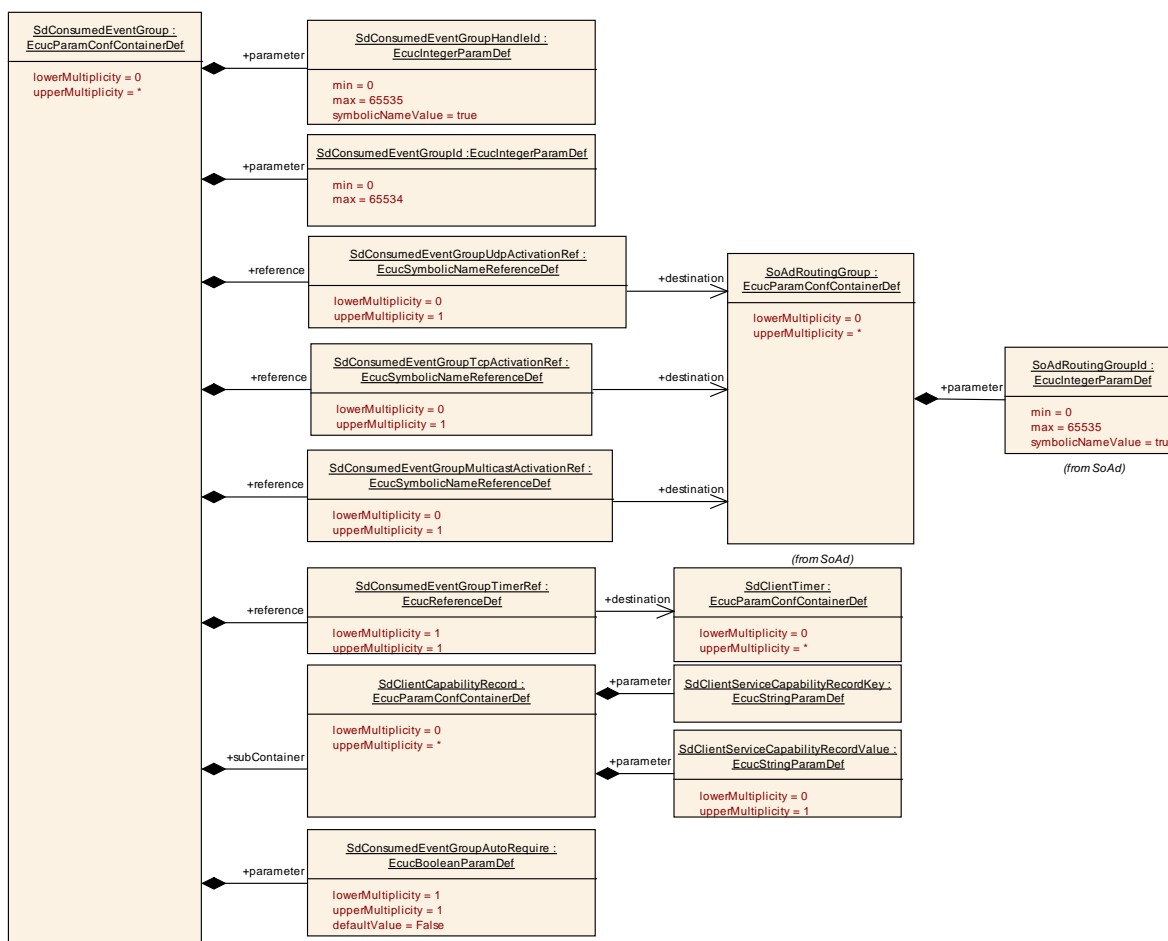 SdConsumedEventGroup :
EcucParamConfContainerDef
lowerMultiplicity = 0
upperMultiplicity = *
+parameter
SdConsumedEventGroupHandleId :
EcucIntegerParamDef
min = 0
max = 65535
symbolicNameValue = true
+parameter
SdConsumedEventGroupId :EcucIntegerParamDef
min = 0
max = 65534
+reference
SdConsumedEventGroupUdpActivationRef :
EcucSymbolicNameReferenceDef
lowerMultiplicity = 0
upperMultiplicity = 1
+destination
SoAdRoutingGroup :
EcucParamConfContainerDef
lowerMultiplicity = 0
upperMultiplicity = *
(from SoAd)
+reference
SdConsumedEventGroupTcpActivationRef :
EcucSymbolicNameReferenceDef
lowerMultiplicity = 0
upperMultiplicity = 1
+destination
+parameter
SoAdRoutingGroupId :
EcucIntegerParamDef
min = 0
max = 65535
symbolicNameValue = true
(from SoAd)
+reference
SdConsumedEventGroupMulticastActivationRef :
EcucSymbolicNameReferenceDef
lowerMultiplicity = 0
upperMultiplicity = 1
+destination
+reference
SdConsumedEventGroupTimerRef :
EcucReferenceDef
lowerMultiplicity = 1
upperMultiplicity = 1
+destination
SdClientTimer :
EcucParamConfContainerDef
lowerMultiplicity = 0
upperMultiplicity = *
+subContainer
SdClientCapabilityRecord :
EcucParamConfContainerDef
lowerMultiplicity = 0
upperMultiplicity = *
+parameter
SdClientServiceCapabilityRecordKey :
EcucStringParamDef
+parameter
SdClientServiceCapabilityRecordValue :
EcucStringParamDef
lowerMultiplicity = 0
upperMultiplicity = 1
+parameter
SdConsumedEventGroupAutoRequire :
EcucBooleanParamDef
lowerMultiplicity = 1
upperMultiplicity = 1
defaultValue = False